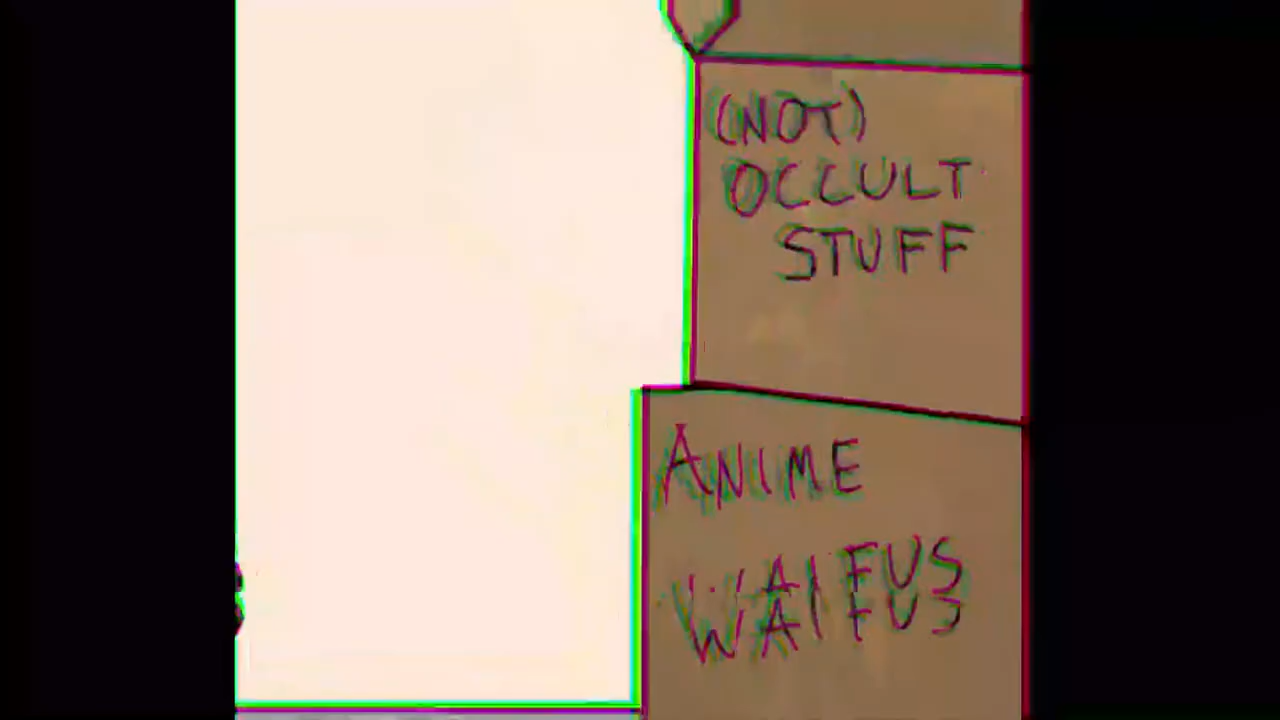 (NOT)
OCCULT
STUFF
ANIME
WAIFUS